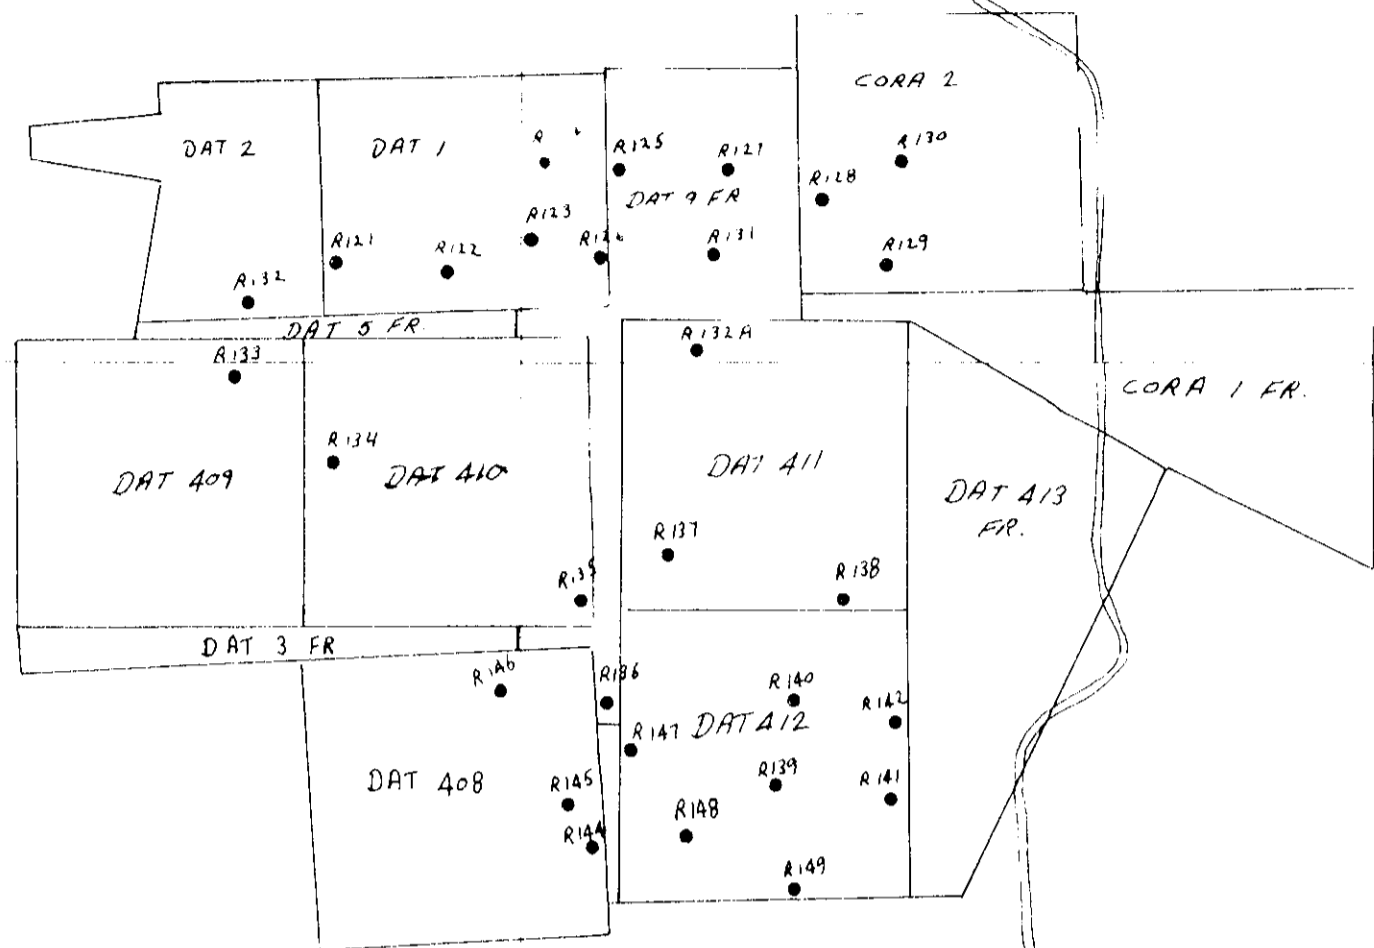 CORA 2
DAT 2
DAT 1
R
R125
R127
R130
R128
DAT 9 FR
R123
R121
R122
R131
R129
R132
DAT 5 FR.
R132A
R133
CORA 1 FR.
R134
DAT 409
DAT 410
DAT 411
DAT 413
FR.
R137
R138
R135
DAT 3 FR
R146
R136
R140
R142
R147
DAT 412
DAT 408
R145
R139
R141
R148
R144
R149